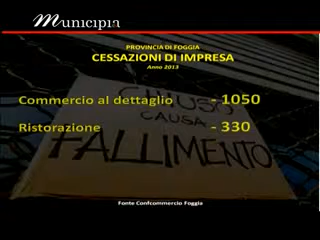 Municipia
PROVINCIA DI FOGGIA
CESSAZIONI DI IMPRESA
Anno 2013
Commercio al dettaglio - 1050
Ristorazione - 330
CHIUSO
CAUSA
FALLIMENTO
Fonte Confcommercio Foggia